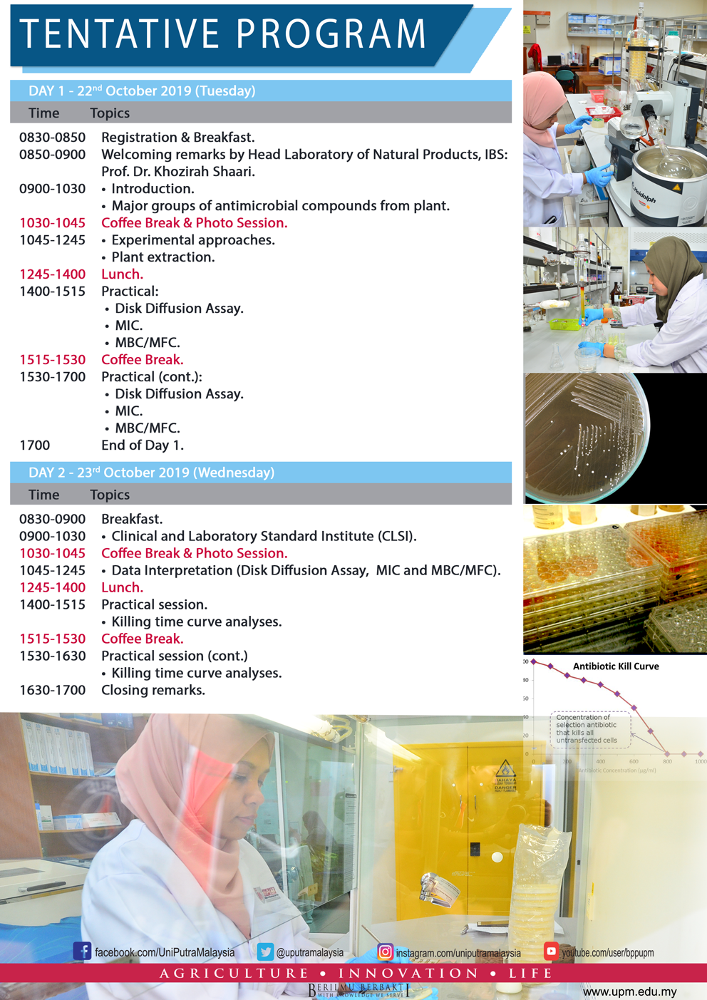 TENTATIVE PROGRAM
DAY 1 - 22nd October 2019 (Tuesday)
Time Topics
0830-0850 Registration & Breakfast.
0850-0900 Welcoming remarks by Head Laboratory of Natural Products, IBS:
Prof. Dr. Khozirah Shaari.
0900-1030 • Introduction.
• Major groups of antimicrobial compounds from plant.
1030-1045 Coffee Break & Photo Session.
1045-1245 • Experimental approaches.
• Plant extraction.
1245-1400 Lunch.
1400-1515 Practical:
• Disk Diffusion Assay.
• MIC.
• MBC/MFC.
1515-1530 Coffee Break.
1530-1700 Practical (cont.):
• Disk Diffusion Assay.
• MIC.
• MBC/MFC.
1700 End of Day 1.
DAY 2 - 23rd October 2019 (Wednesday)
Time Topics
0830-0900 Breakfast.
0900-1030 • Clinical and Laboratory Standard Institute (CLSI).
1030-1045 Coffee Break & Photo Session.
1045-1245 • Data Interpretation (Disk Diffusion Assay, MIC and MBC/MFC).
1245-1400 Lunch.
1400-1515 Practical session.
• Killing time curve analyses.
1515-1530 Coffee Break.
1530-1630 Practical session (cont.)
• Killing time curve analyses.
1630-1700 Closing remarks.
Heidolph
Antibiotic Kill Curve
00
80
60
40
20
0
Concentration of
selection antibiotic
that kills all
untransfected cells
0 200 400 600 800 1000
Antibiotic Concentration (µg/ml)
BAHAYA
DANGER
facebook.com/UniPutraMalaysia @uputramalaysia instagram.com/uniputramalaysia youtube.com/user/bppupm
AGRICULTURE • INNOVATION • LIFE
BERILMU BERBAKTI
WITH KNOWLEDGE WE SERVE
www.upm.edu.my